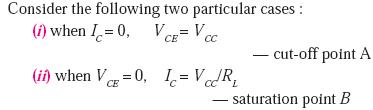 Consider the following two particular cases :
(i) when I_C = 0, V_CE = V_CC
— cut-off point A
(ii) when V_CE = 0, I_C = V_CC/R_L
— saturation point B